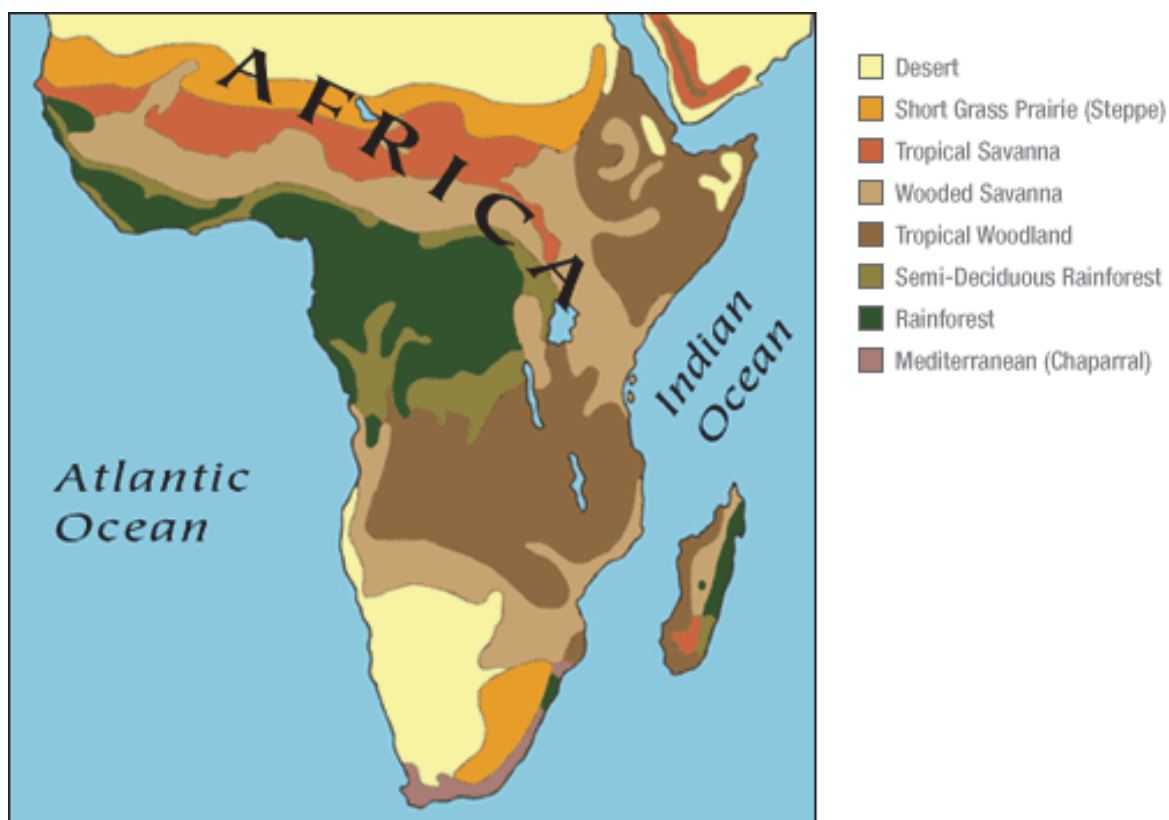 AFRICA
Atlantic
Ocean
Indian
Ocean
Desert
Short Grass Prairie (Steppe)
Tropical Savanna
Wooded Savanna
Tropical Woodland
Semi-Deciduous Rainforest
Rainforest
Mediterranean (Chaparral)